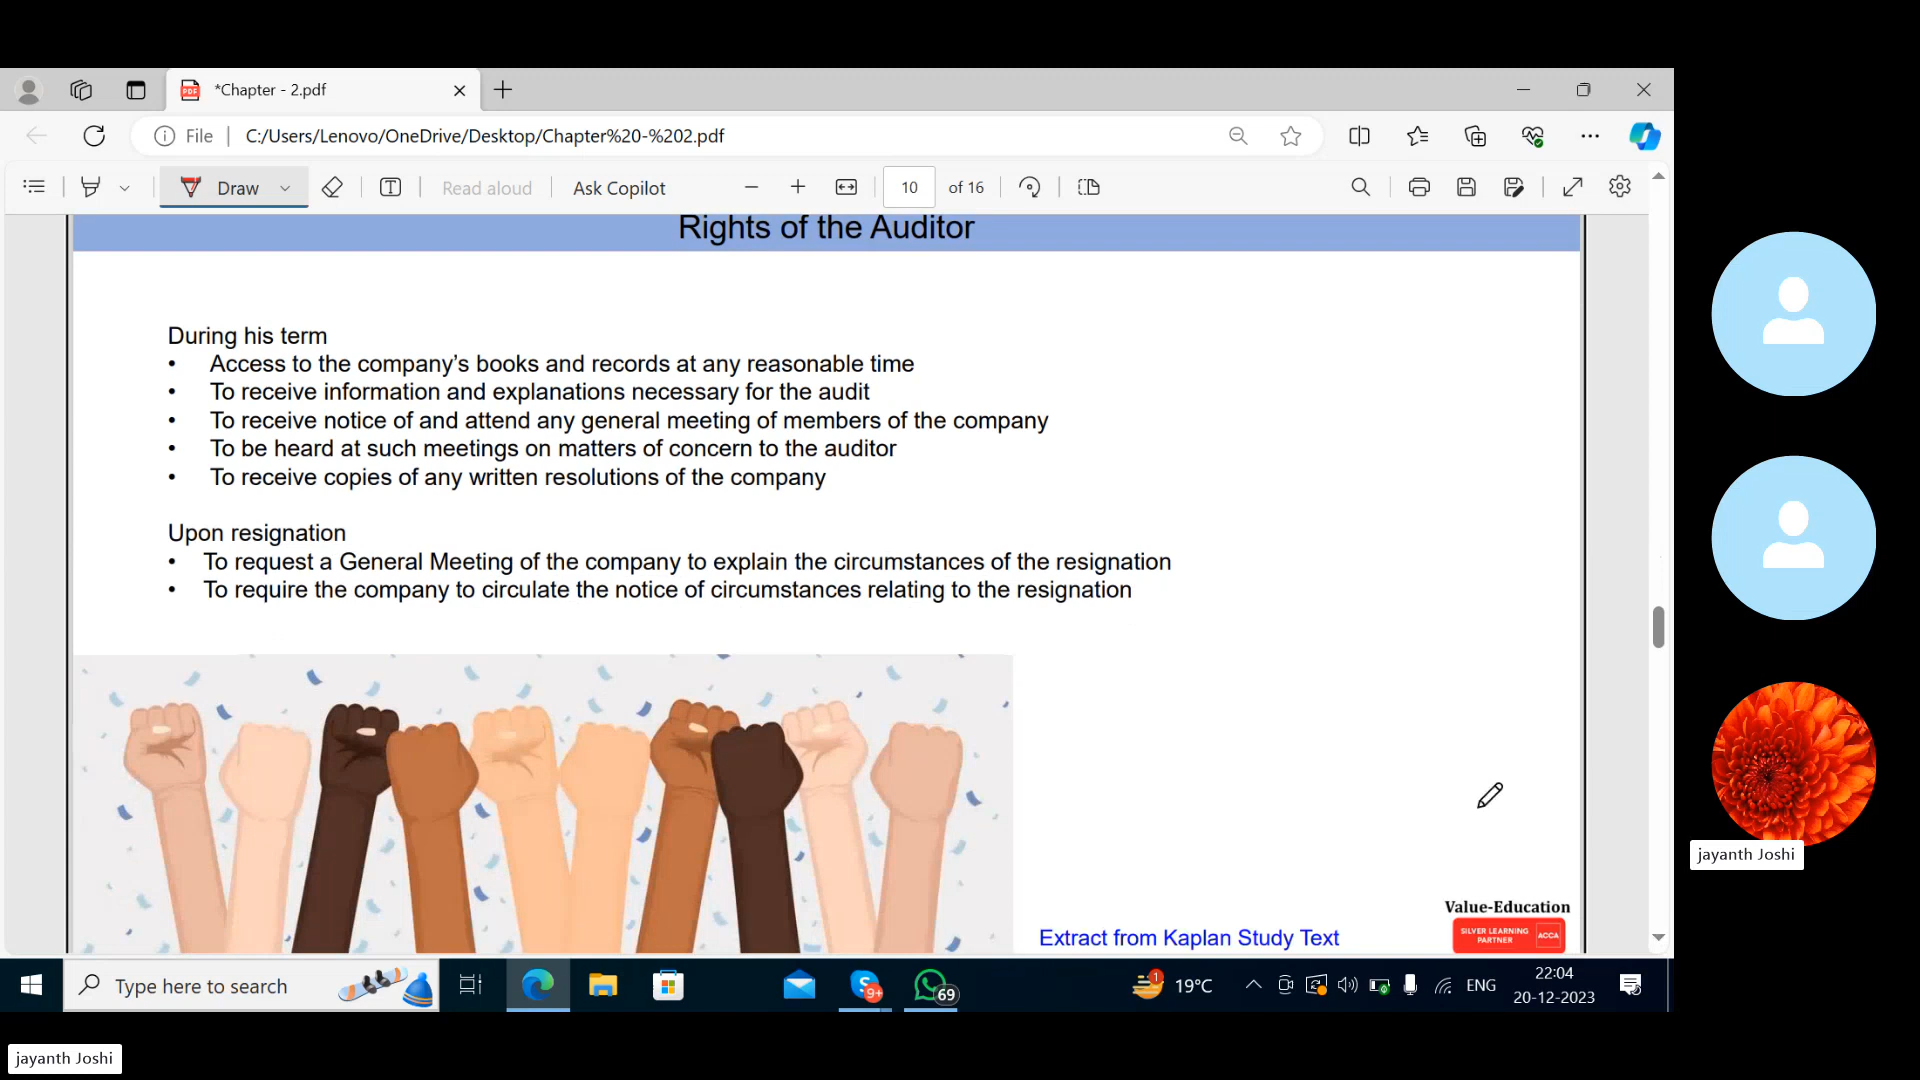 *Chapter - 2.pdf
File
C:/Users/Lenovo/OneDrive/Desktop/Chapter%20-%202.pdf
Draw
Read aloud
Ask Copilot
10
of 16
Rights of the Auditor
During his term
• Access to the company’s books and records at any reasonable time
• To receive information and explanations necessary for the audit
• To receive notice of and attend any general meeting of members of the company
• To be heard at such meetings on matters of concern to the auditor
• To receive copies of any written resolutions of the company
Upon resignation
• To request a General Meeting of the company to explain the circumstances of the resignation
• To require the company to circulate the notice of circumstances relating to the resignation
Extract from Kaplan Study Text
Value-Education
SILVER LEARNING
PARTNER
ACCA
jayanth Joshi
Type here to search
9+
69
1
19°C
ENG
22:04
20-12-2023
jayanth Joshi